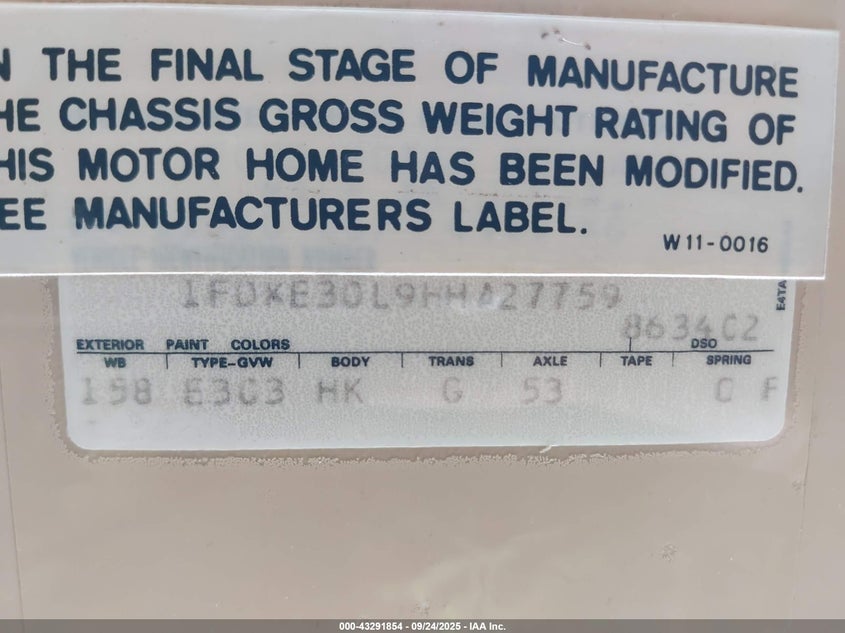 N THE FINAL STAGE OF MANUFACTURE
HE CHASSIS GROSS WEIGHT RATING OF
HIS MOTOR HOME HAS BEEN MODIFIED.
EE MANUFACTURERS LABEL.
W11-0016
E4TA
1FDKE30L9HHA27759
8634C2
EXTERIOR PAINT COLORS DSO
WB TYPE-GVW BODY TRANS AXLE TAPE SPRING
158 E3C3 HK G 53 C F
000-43291854 - 09/24/2025 - IAA Inc.